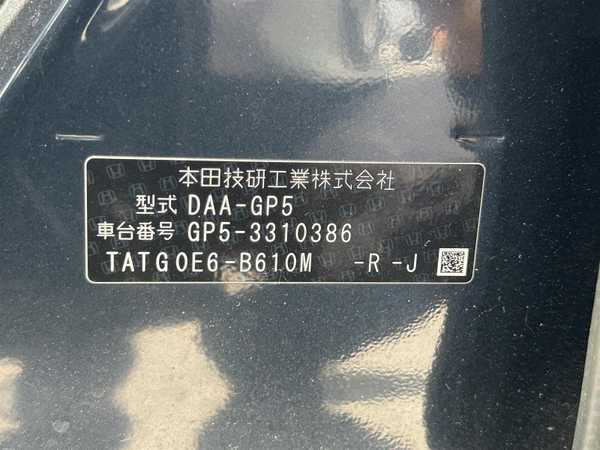 本田技研工業株式会社
型式 DAA-GP5
車台番号 GP5-3310386
TATG0E6-B610M -R -J